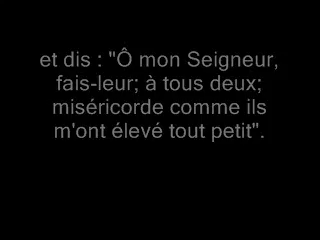 et dis : "Ô mon Seigneur,
fais-leur; à tous deux;
miséricorde comme ils
m'ont élevé tout petit".